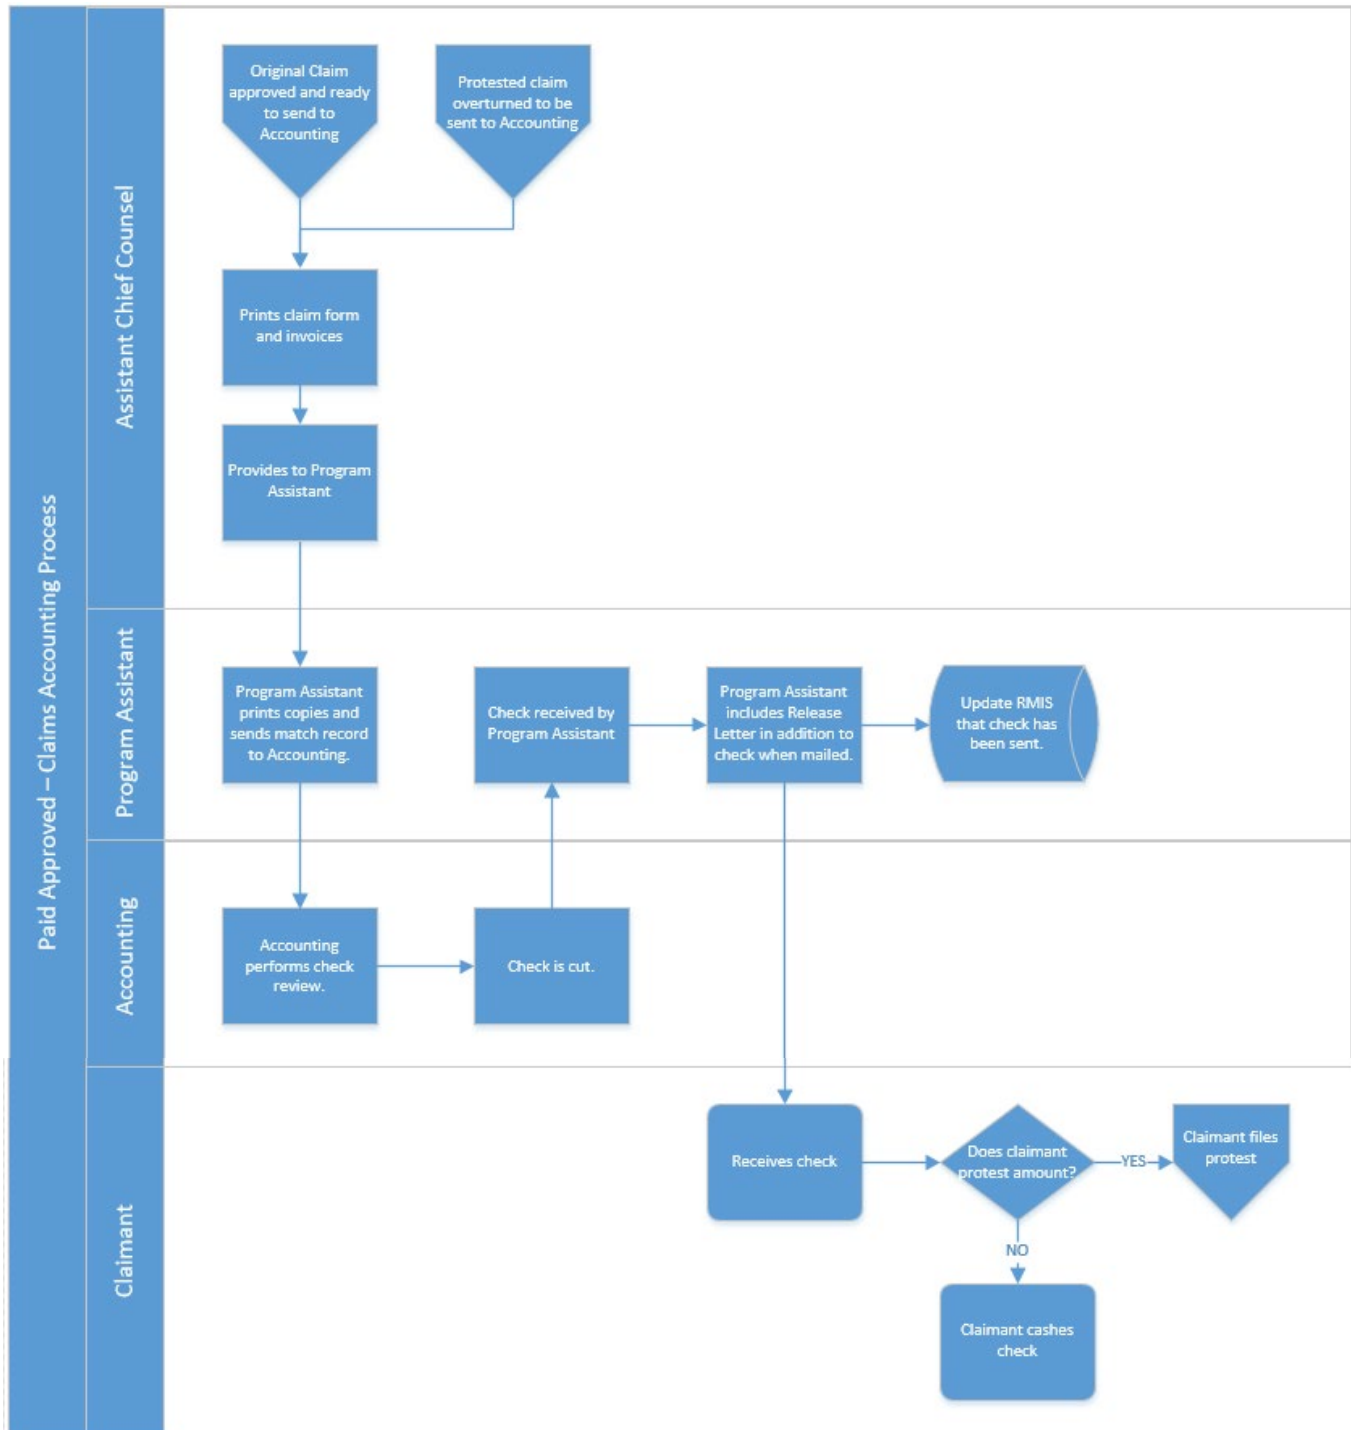 Paid Approved – Claims Accounting Process
Assistant Chief Counsel
Original Claim
approved and ready
to send to
Accounting
Protested claim
overturned to be
sent to Accounting
Prints claim form
and invoices
Provides to Program
Assistant
Program Assistant
Program Assistant
prints copies and
sends match record
to Accounting.
Check received by
Program Assistant
Program Assistant
includes Release
Letter in addition to
check when mailed.
Update RMIS
that check has
been sent.
Accounting
Accounting
performs check
review.
Check is cut.
Claimant
Receives check
Does claimant
protest amount?
YES
Claimant files
protest
NO
Claimant cashes
check